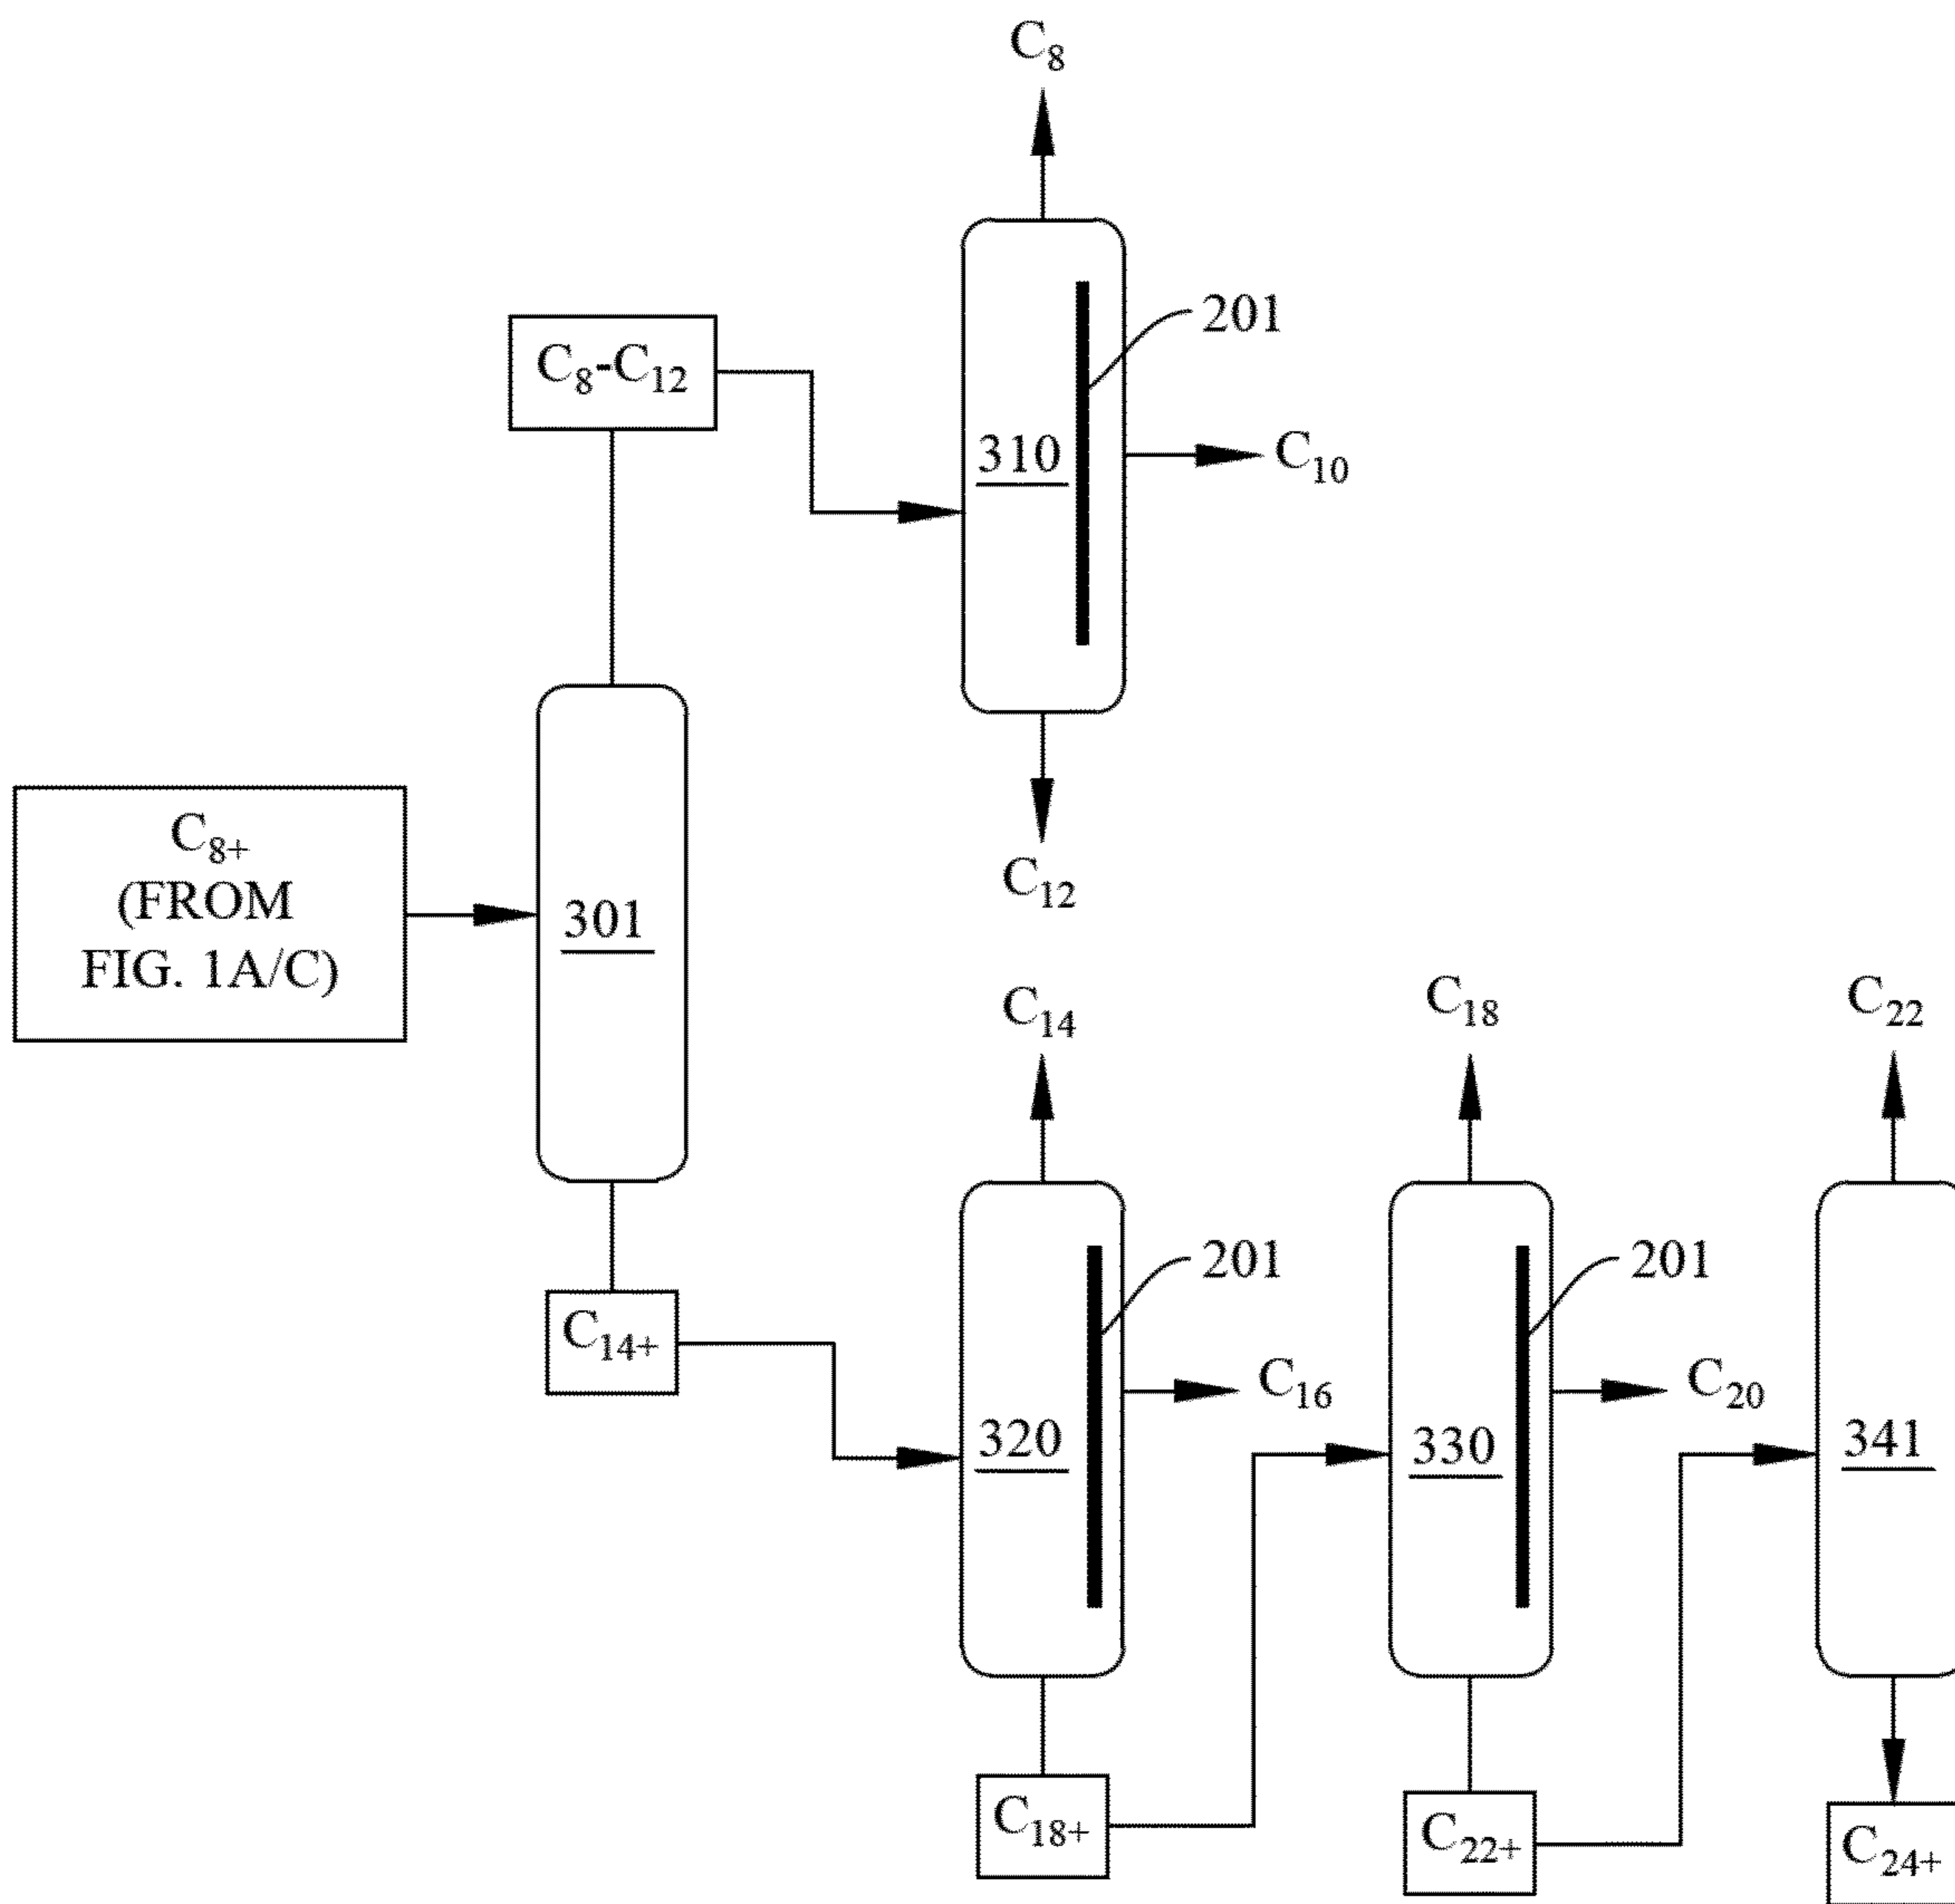 C₈
201
C₈-C₁₂
310
C₁₀
C₈₊
(FROM
FIG. 1A/C)
301
C₁₂
C₁₄
C₁₈
C₂₂
201
201
C₁₄₊
C₁₆
C₂₀
320
330
341
C₁₈₊
C₂₂₊
C₂₄₊